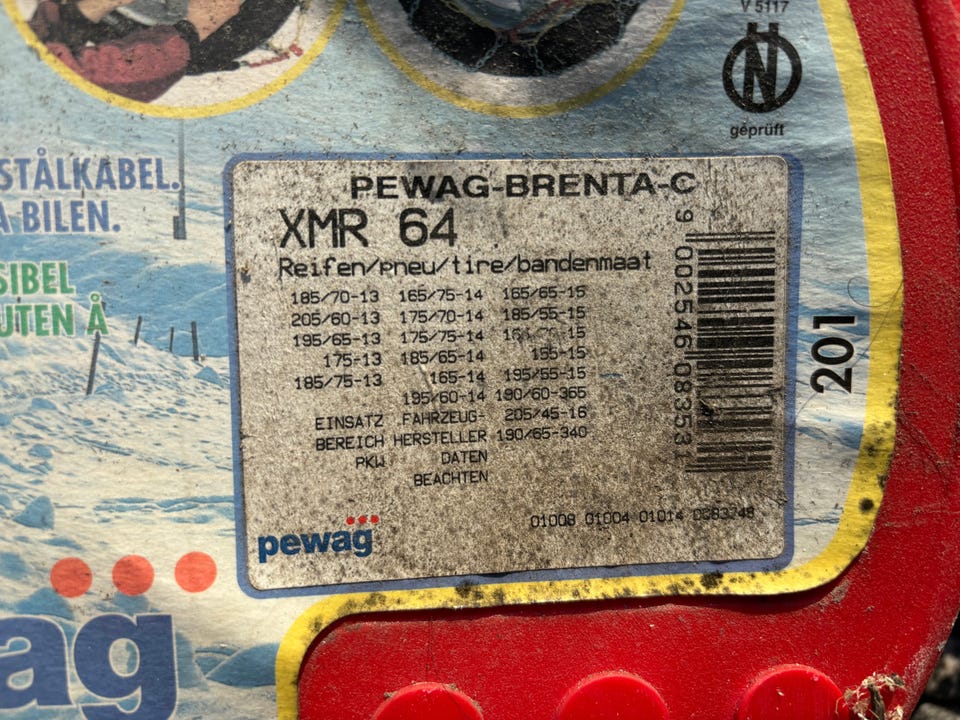 V 5117
N
geprüft
STÅLKABEL.
A BILEN.
SIBEL
UTEN Å
PEWAG-BRENTA-C
XMR 64
Reifen/pneu/tire/bandenmaat
185/70-13 165/75-14 165/65-15
205/60-13 175/70-14 185/55-15
195/65-13 175/75-14
175-13 185/65-14 155-15
185/75-13 165-14 195/55-15
195/60-14 190/60-365
EINSATZ FAHRZEUG- 205/45-16
BEREICH HERSTELLER 190/65-340
PKW DATEN
BEACHTEN
9 002546 083531
201
01008 01004 01014
pewag
ag